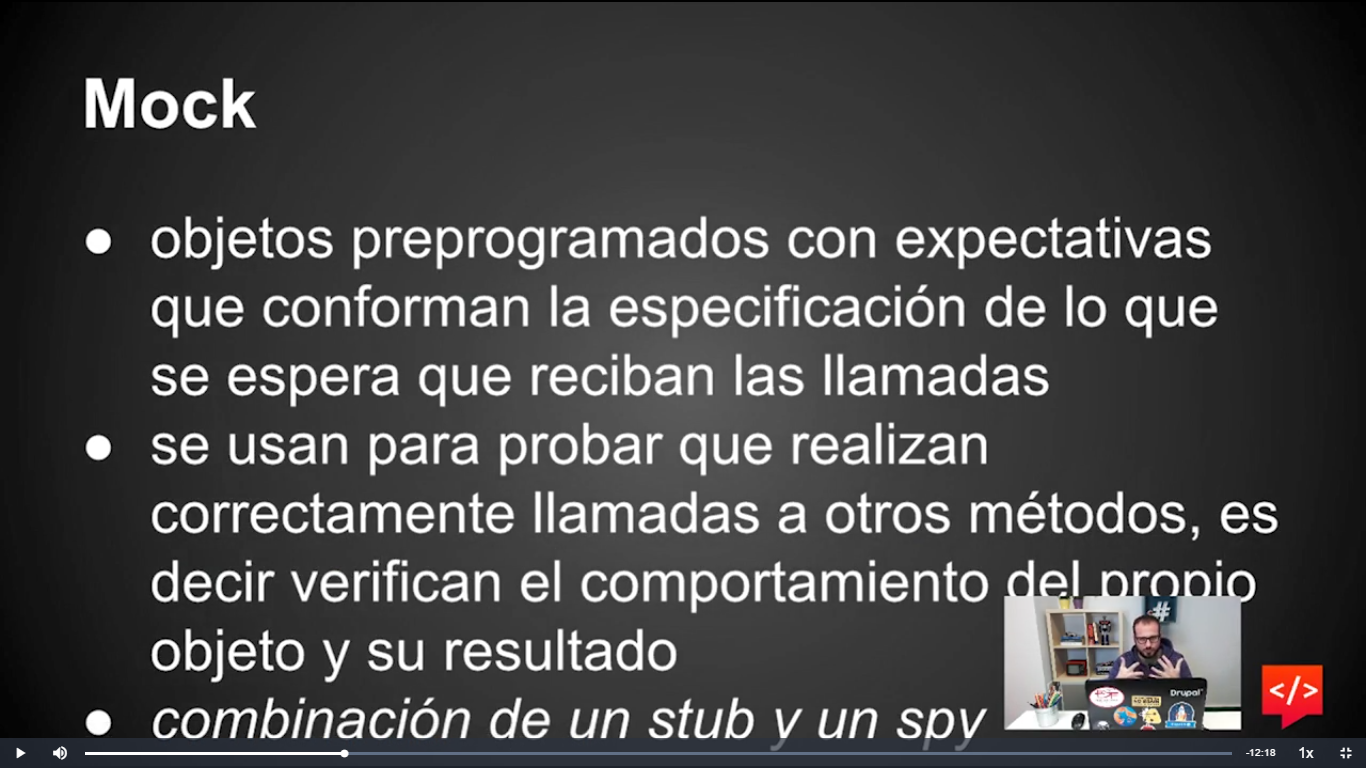 Mock
● objetos preprogramados con expectativas
que conforman la especificación de lo que
se espera que reciban las llamadas
● se usan para probar que realizan
correctamente llamadas a otros métodos, es
decir verifican el comportamiento del propio
objeto y su resultado
● combinación de un stub y un spy
#
Drupal
</>
-12:18
1x